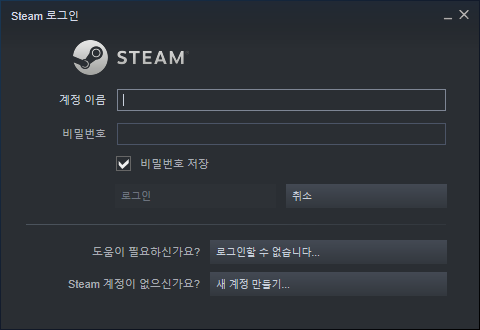 Steam 로그인
STEAM
계정 이름
비밀번호
비밀번호 저장
로그인 취소
도움이 필요하신가요? 로그인할 수 없습니다...
Steam 계정이 없으신가요? 새 계정 만들기...